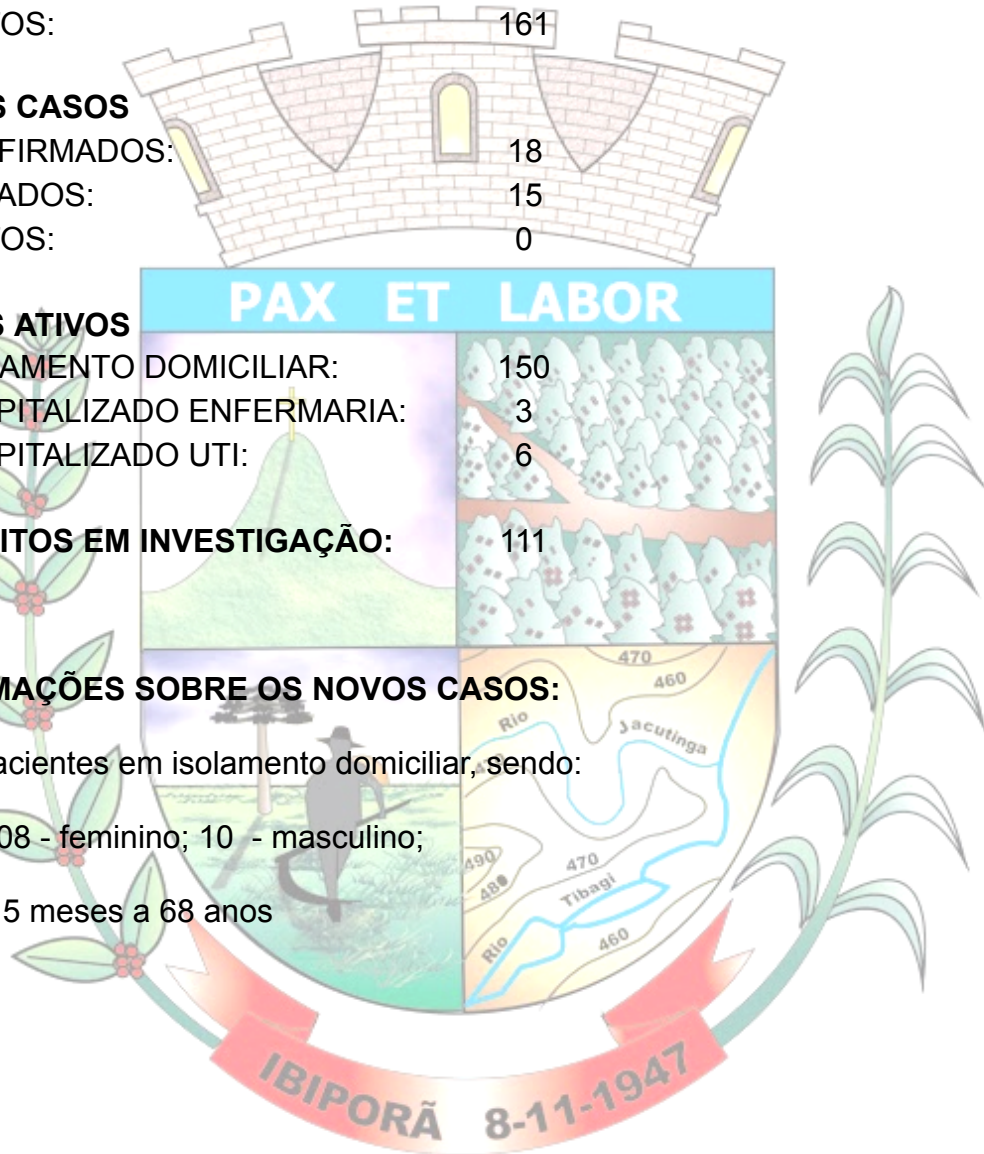 TOS: 161
S CASOS
FIRMADOS: 18
ADOS: 15
TOS: 0
PAX ET LABOR
S ATIVOS
AMENTO DOMICILIAR: 150
PITALIZADO ENFERMARIA: 3
PITALIZADO UTI: 6
ITOS EM INVESTIGAÇÃO: 111
470
460
MAÇÕES SOBRE OS NOVOS CASOS:
Rio Jacutinga
acientes em isolamento domiciliar, sendo:
08 - feminino; 10 - masculino;
490
470
480
Tibagi
5 meses a 68 anos
Rio
460
IBIPORÃ 8-11-1947